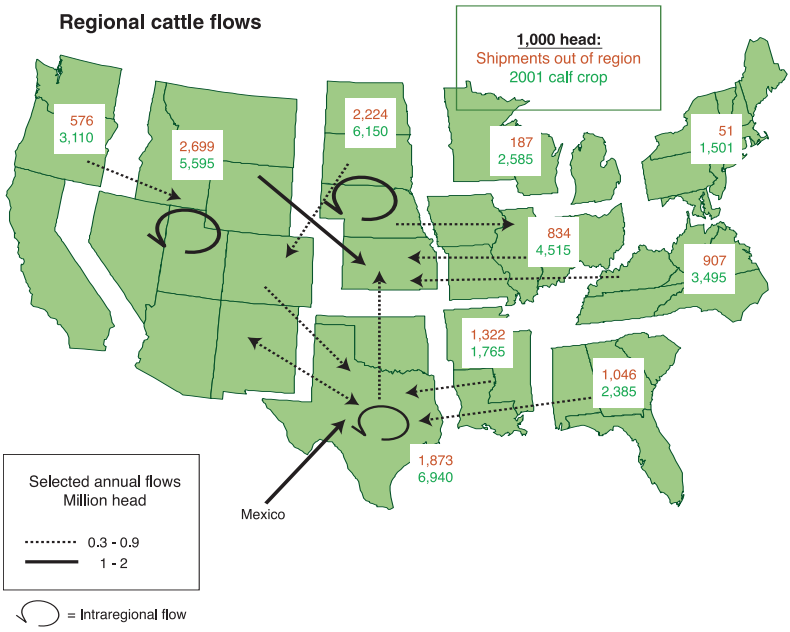 Regional cattle flows
1,000 head:
Shipments out of region
2001 calf crop
576
3,110
2,699
5,595
2,224
6,150
187
2,585
51
1,501
834
4,515
907
3,495
1,322
1,765
1,046
2,385
1,873
6,940
Mexico
Selected annual flows
Million head
0.3 - 0.9
1 - 2
= Intraregional flow